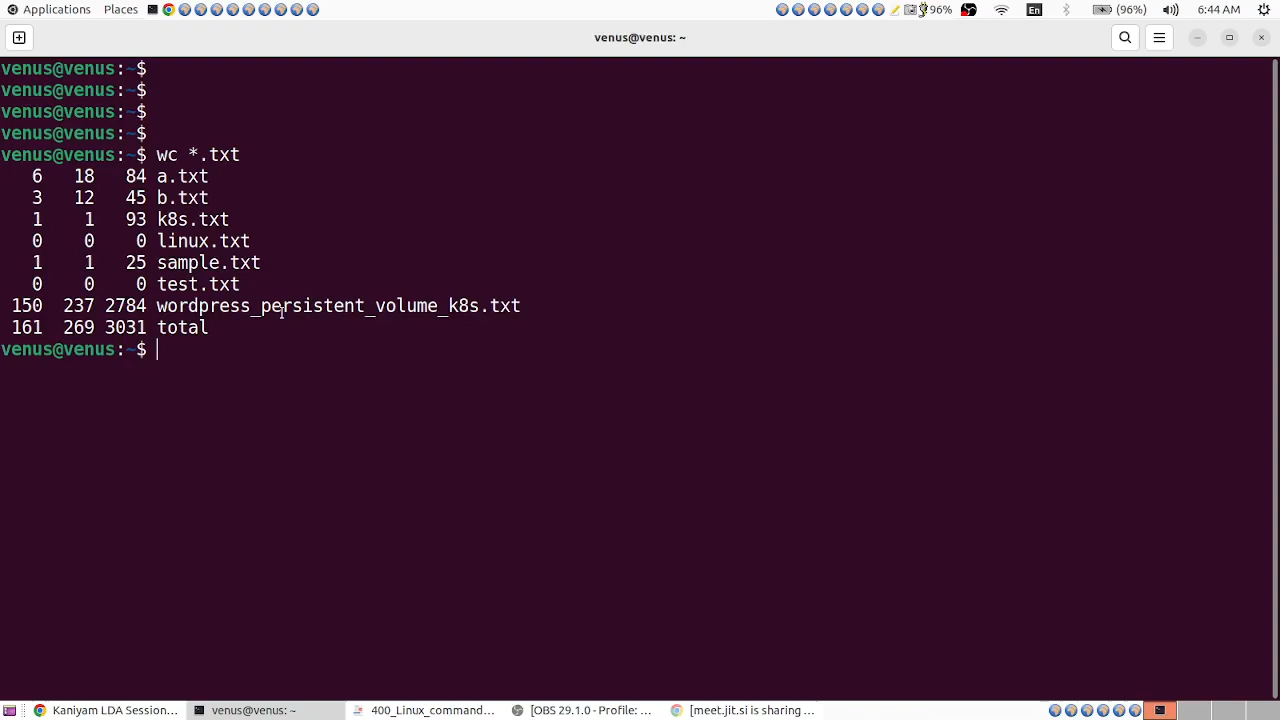 Applications Places 96% En (96%) 6:44 AM
venus@venus: ~
venus@venus:~$
venus@venus:~$
venus@venus:~$
venus@venus:~$
venus@venus:~$ wc *.txt
6 18 84 a.txt
3 12 45 b.txt
1 1 93 k8s.txt
0 0 0 linux.txt
1 1 25 sample.txt
0 0 0 test.txt
150 237 2784 wordpress_persistent_volume_k8s.txt
161 269 3031 total
venus@venus:~$
Kaniyam LDA Session... venus@venus: ~ 400_Linux_command... [OBS 29.1.0 - Profile: ... [meet.jit.si is sharing ...